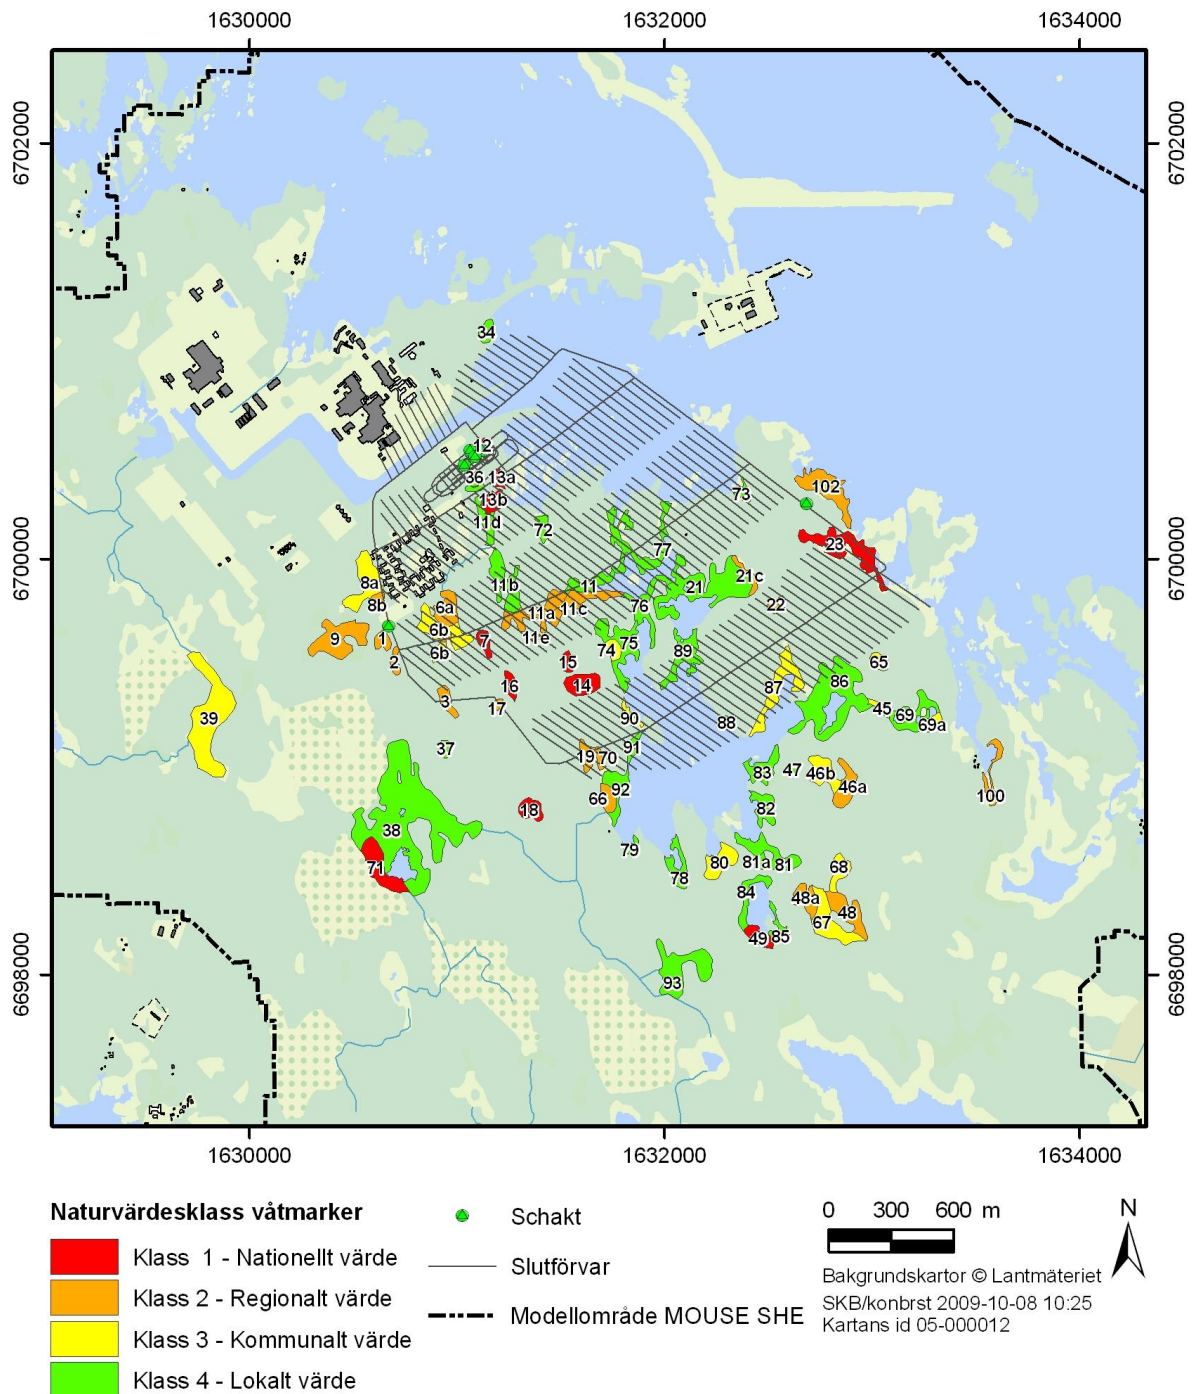 1630000 1632000 1634000
6702000 6702000
34
12
36 13a
13b
11d
73 102
72
23
77
8a 11b 11 21 21c
8b 6a 11a 11c 76 22
9 1 6b 11e
7 75
6b 74 89
2 15 65
16 14 87 86
3 17 45
39 90 88 69 69a
37 91
19 70 83 47 46b
46a
66 92 100
18 82
38
79
71 80 81a 81 68
78
84 48a
48
67
49 85
93
6700000 6700000
6698000 6698000
1630000 1632000 1634000
Naturvärdesklass våtmarker
Klass 1 - Nationellt värde
Klass 2 - Regionalt värde
Klass 3 - Kommunalt värde
Klass 4 - Lokalt värde
Schakt
Slutförvar
Modellområde MOUSE SHE
0 300 600 m
N
Bakgrundskartor © Lantmäteriet
SKB/konbrst 2009-10-08 10:25
Kartans id 05-000012